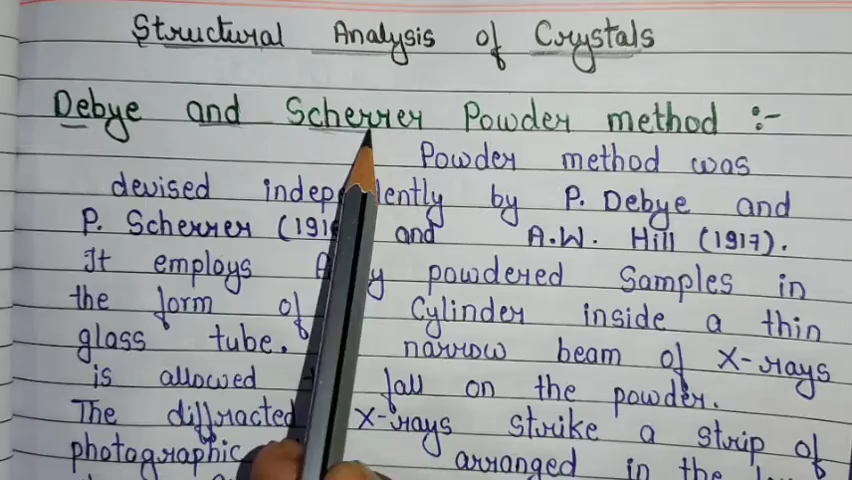 Structural Analysis of Crystals
Debye and Scherrer Powder method :-
Powder method was
devised by P. Debye and
P. Scherrer and A.W. Hill (1917).
It employs powdered Samples in
the form of Cylinder inside a thin
glass tube. narrow beam of X-rays
is allowed fall on the powder.
The diffracted X-rays strike a strip of
photographic arranged in the